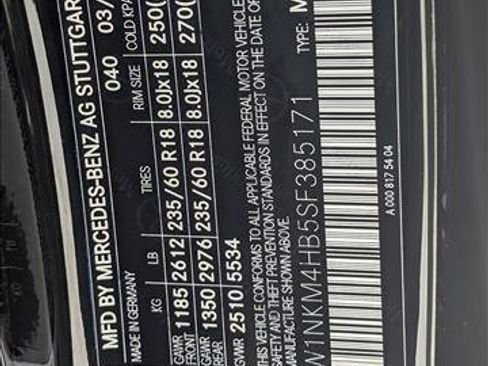 MFD BY MERCEDES-BENZ AG STUTTGAR
040 03/
KG LB TIRES RIM SIZE COLD KPA
GAWR FRONT 1185 2612 235/60 R18 8.0Jx18 250(
GAWR REAR 1350 2976 235/60 R18 8.0Jx18 270(
GVWR 2510 5534
THIS VEHICLE CONFORMS TO ALL APPLICABLE FEDERAL MOTOR VEHICLE
SAFETY AND THEFT PREVENTION STANDARDS IN EFFECT ON THE DATE OF
MANUFACTURE SHOWN ABOVE.
W1NKM4HB5SF385171 TYPE: M
A 000 817 54 04